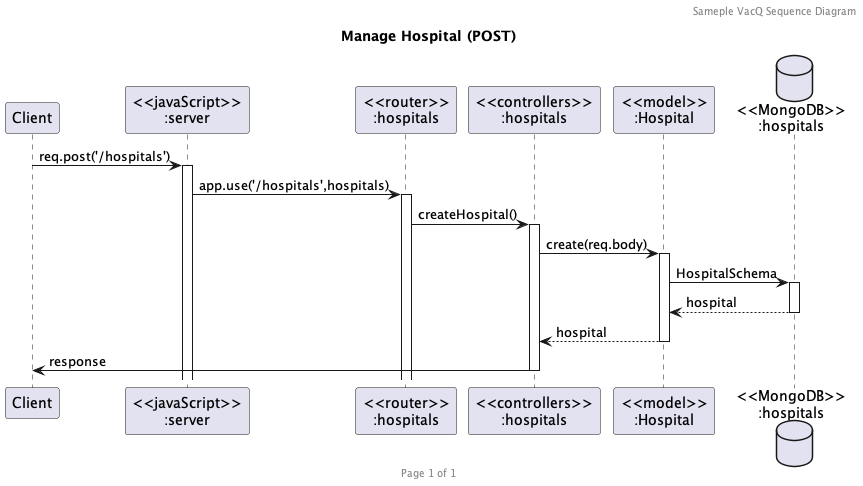 Sameple VacQ Sequence Diagram
Manage Hospital (POST)
Client
<<javaScript>>
:server
<<router>>
:hospitals
<<controllers>>
:hospitals
<<model>>
:Hospital
<<MongoDB>>
:hospitals
req.post('/hospitals')
app.use('/hospitals',hospitals)
createHospital()
create(req.body)
HospitalSchema
hospital
hospital
response
Client
<<javaScript>>
:server
<<router>>
:hospitals
<<controllers>>
:hospitals
<<model>>
:Hospital
<<MongoDB>>
:hospitals
Page 1 of 1